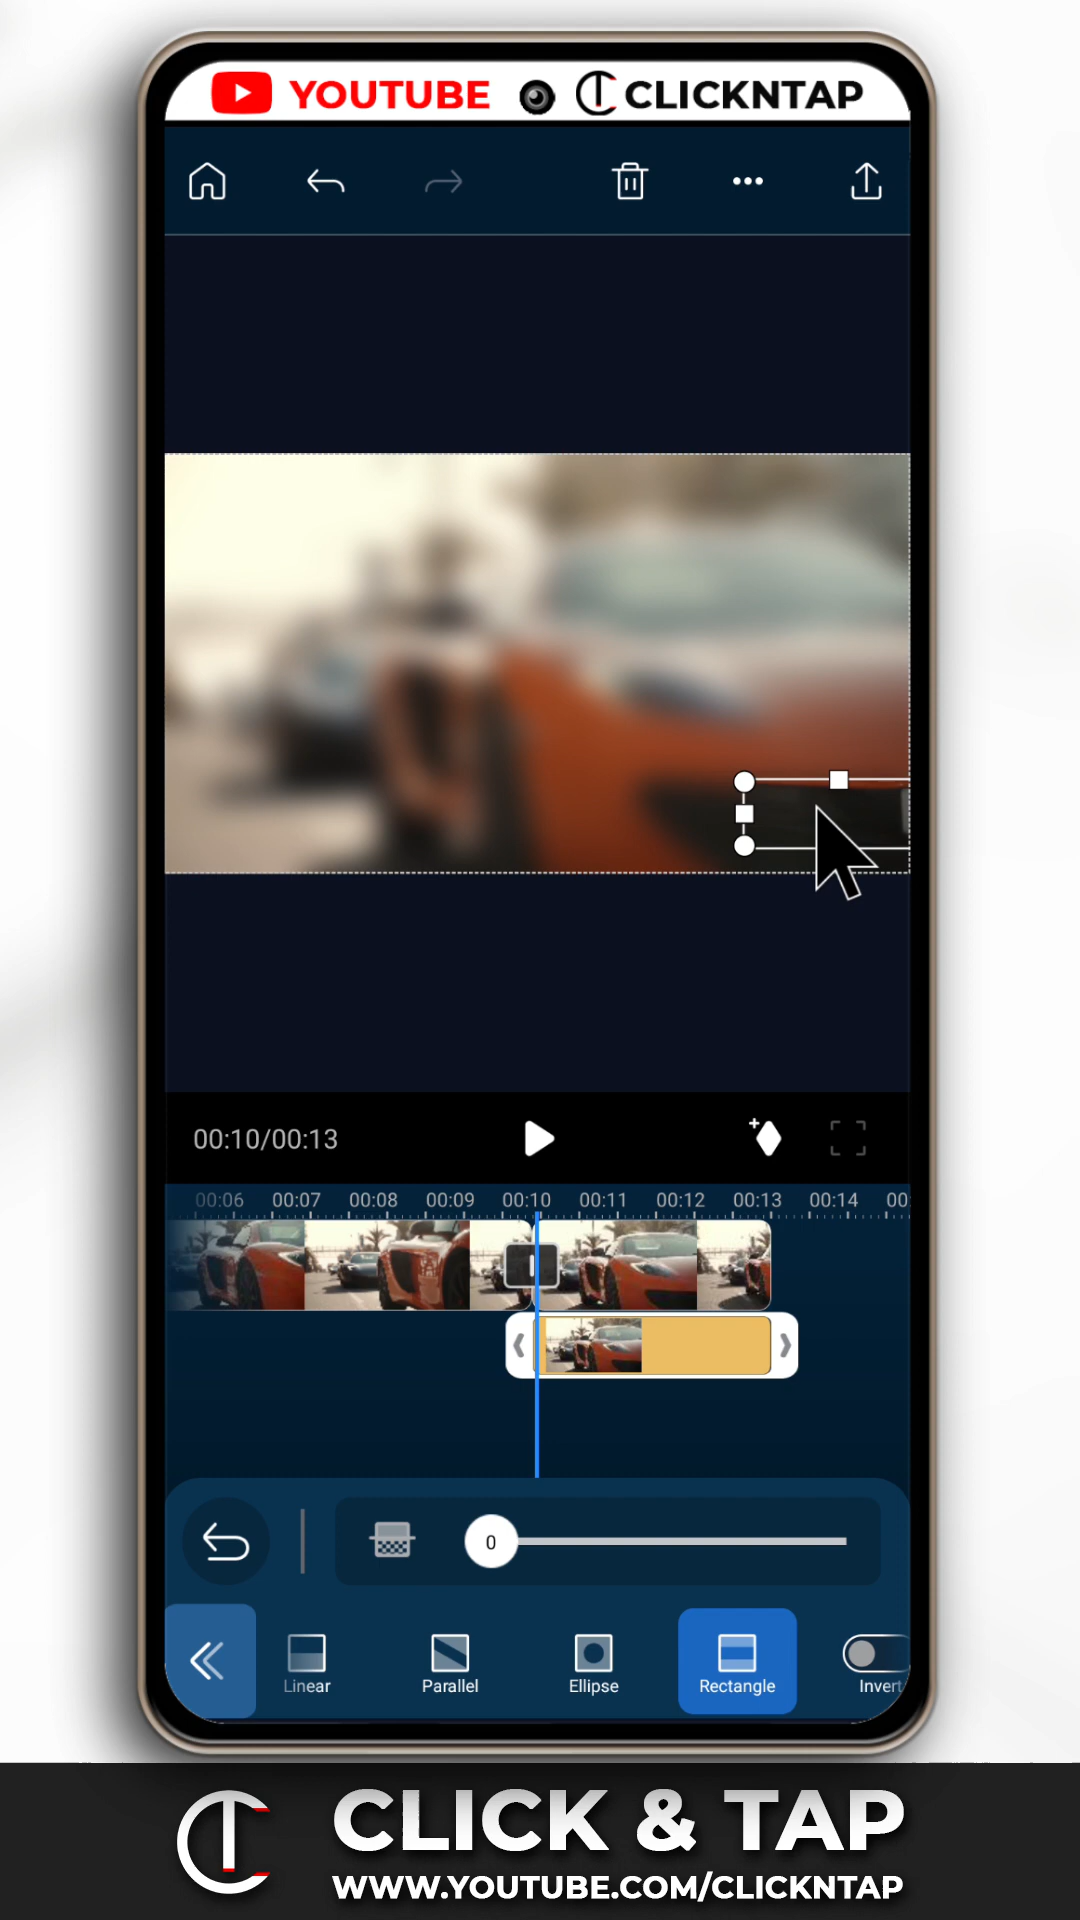 YOUTUBE CLICKNTAP
00:10/00:13
00:06 00:07 00:08 00:09 00:10 00:11 00:12 00:13 00:14 00
0
Linear Parallel Ellipse Rectangle Invert
CLICK & TAP
WWW.YOUTUBE.COM/CLICKNTAP